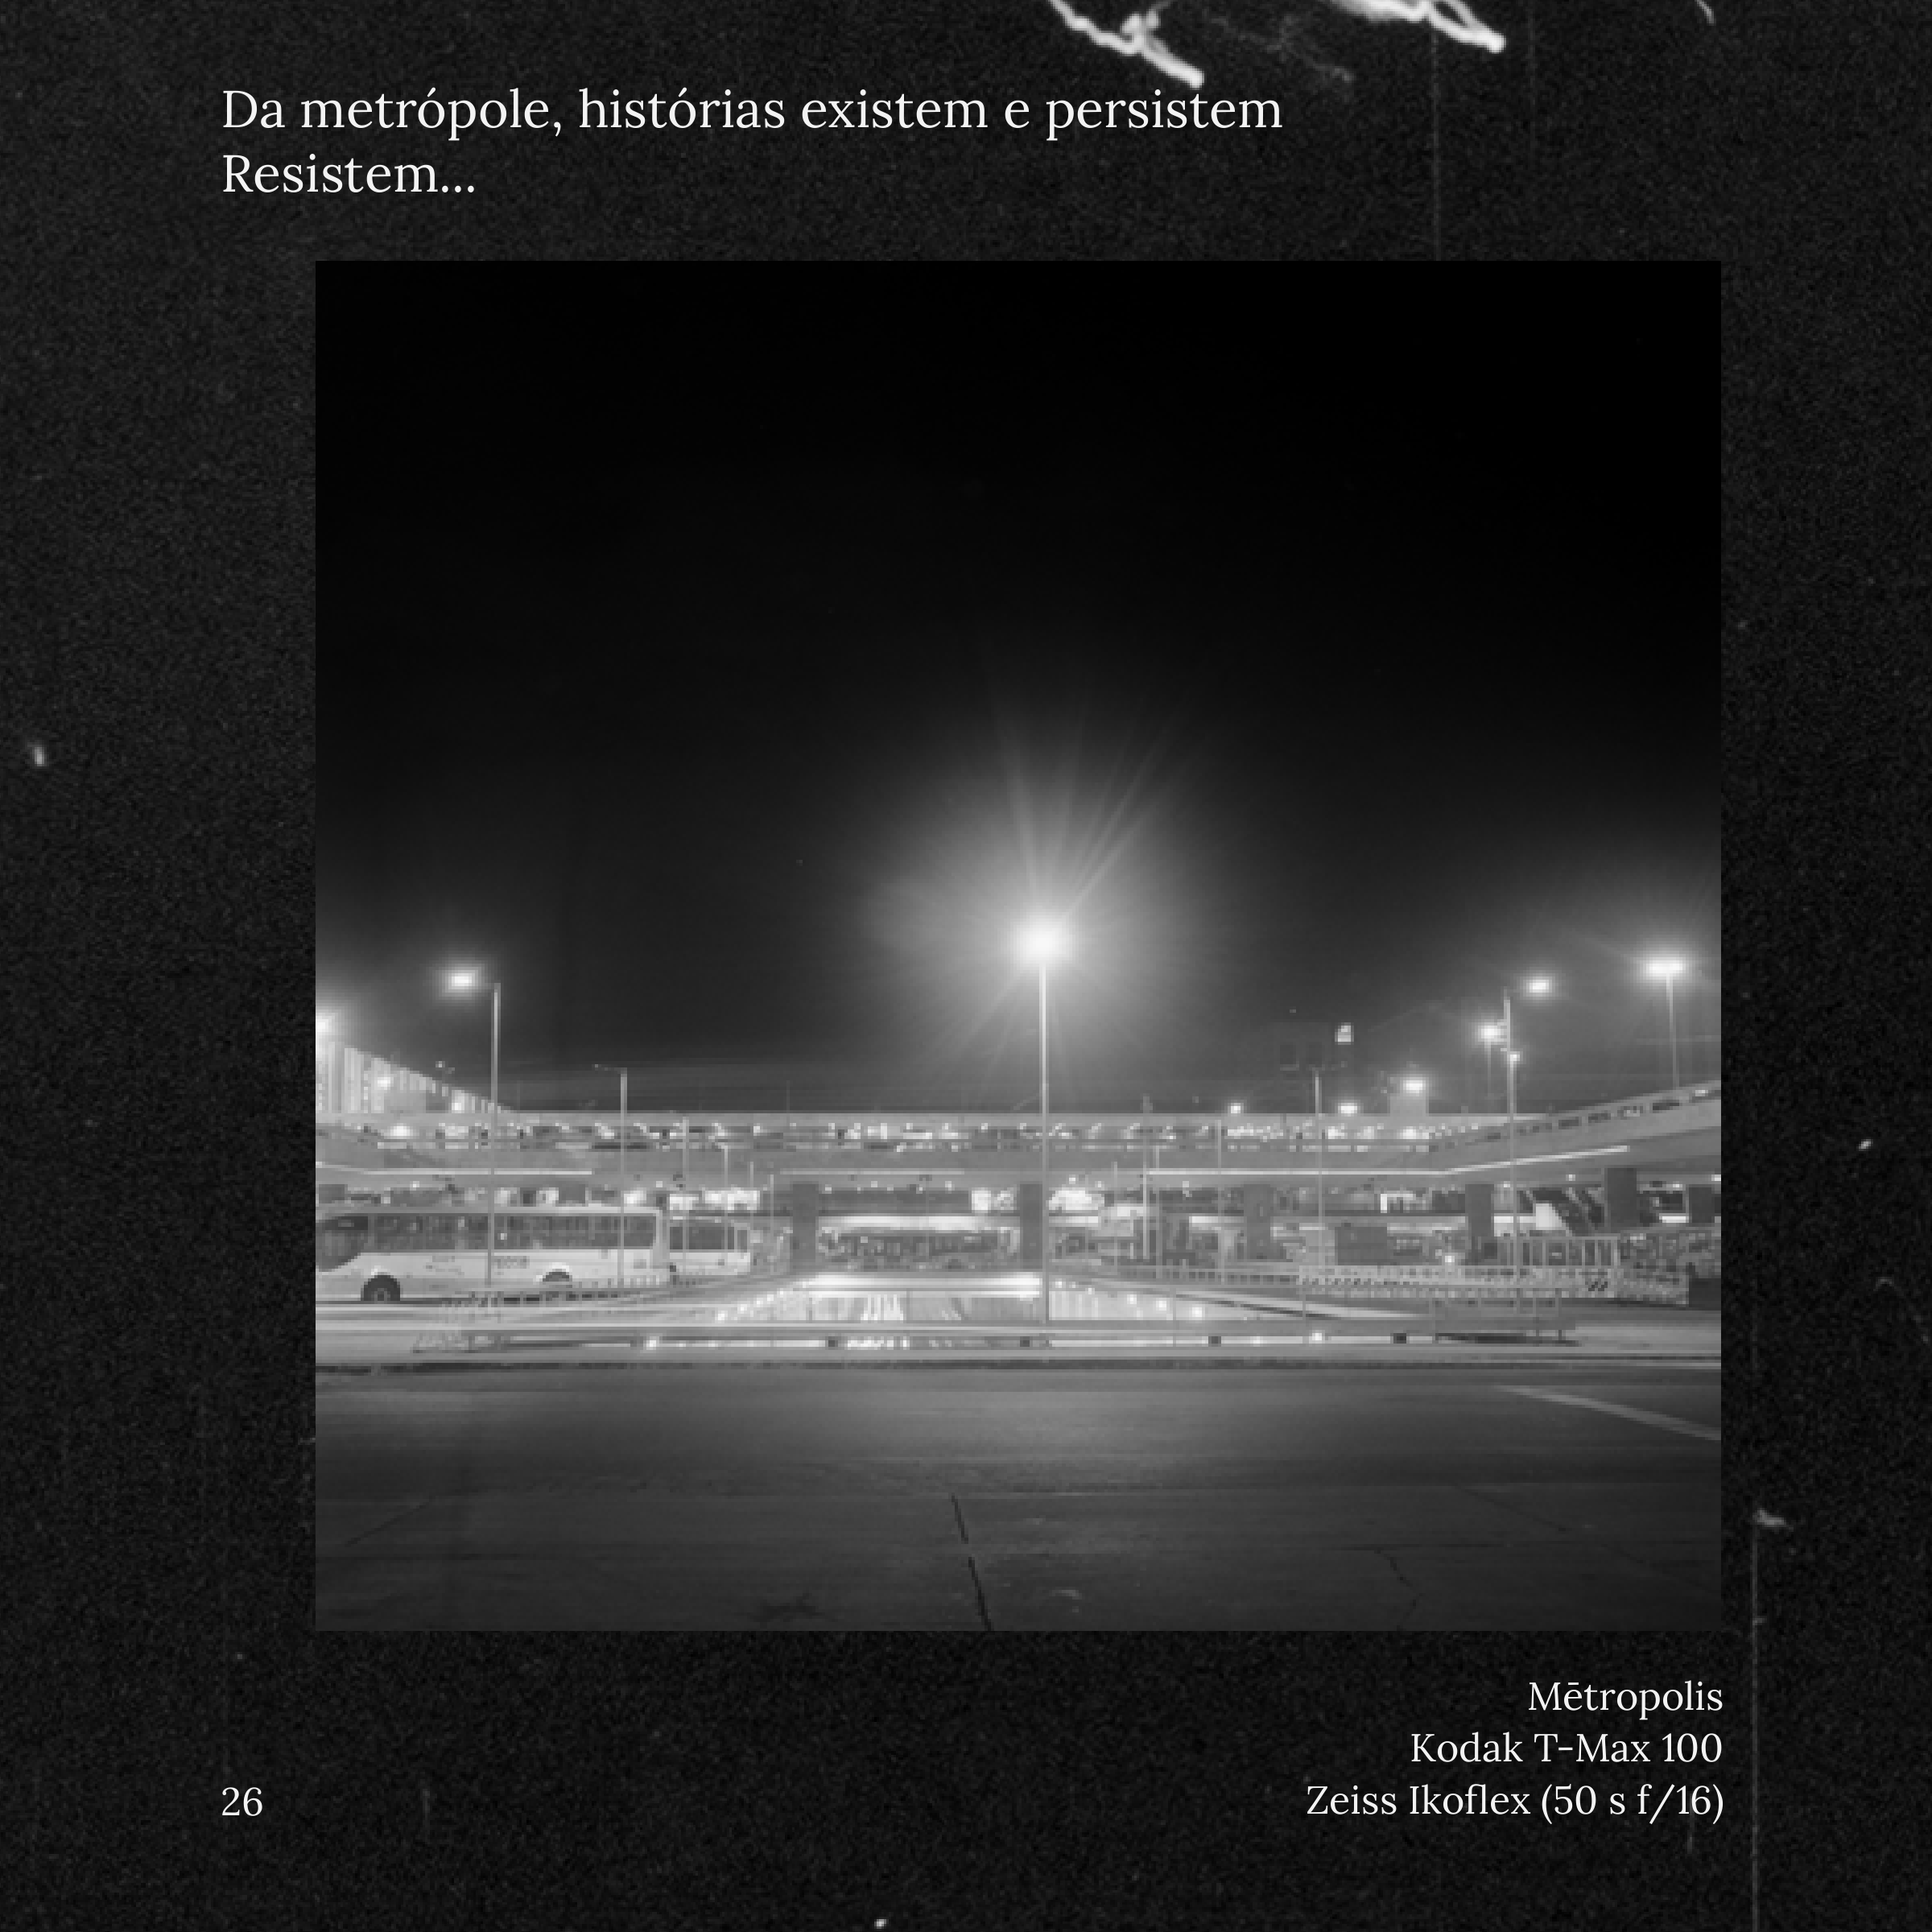 Da metrópole, histórias existem e persistem
Resistem...
Mētropolis
Kodak T-Max 100
26
Zeiss Ikoflex (50 s f/16)